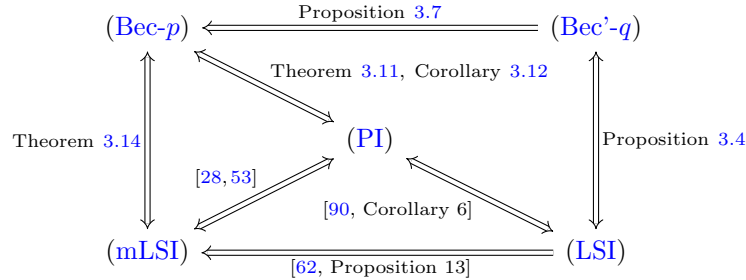 Proposition 3.7
(Bec-p) (Bec'-q)
Theorem 3.11, Corollary 3.12
Theorem 3.14 (PI) Proposition 3.4
[28, 53]
[90, Corollary 6]
(mLSI) (LSI)
[62, Proposition 13]